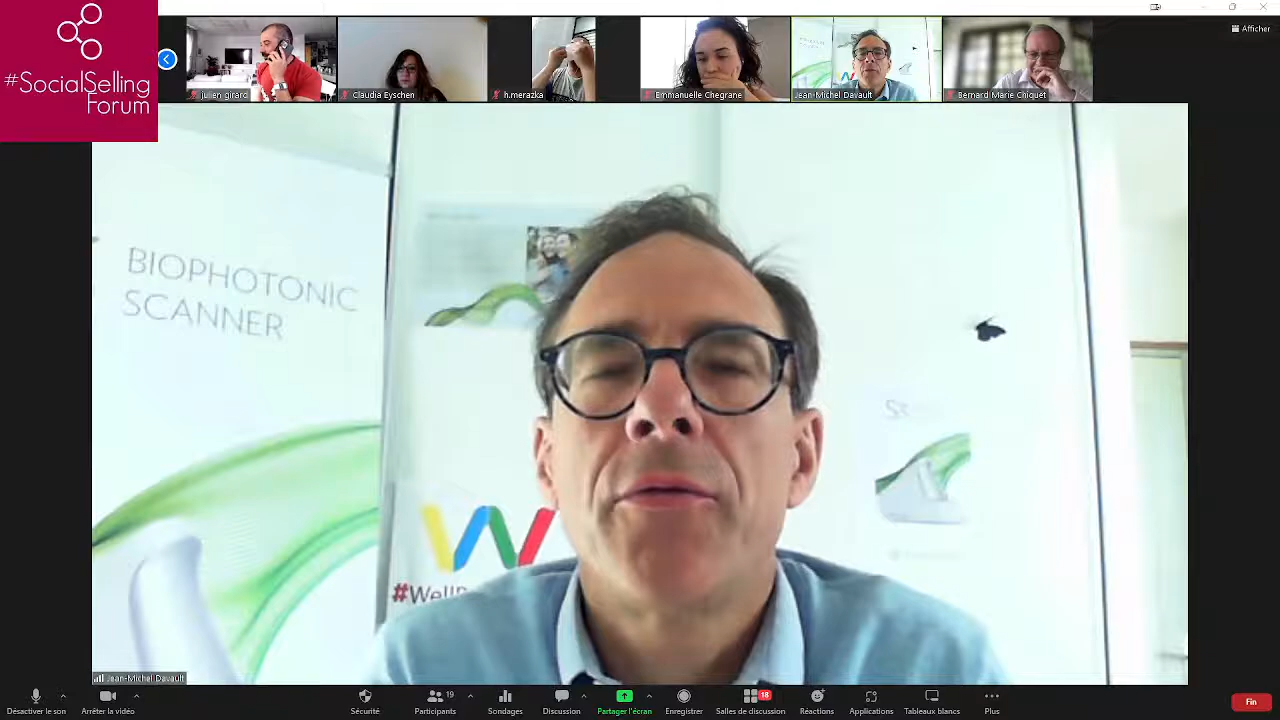 #SocialSelling
Forum
Afficher
julien girard
Claudia Eyschen
h.merazka
Emmanuelle Chegrane
Jean-Michel Davault
Bernard Marie Chiquet
BIOPHOTONIC
SCANNER
Jean-Michel Davault
Désactiver le s
Arrêter la vidéo
Sécurité
Participants
19
Sondages
Discussion
Partager l'écran
Enregistrer
Salles de discussion
18
Réactions
Applications
Tableaux blancs
Plus
Fin